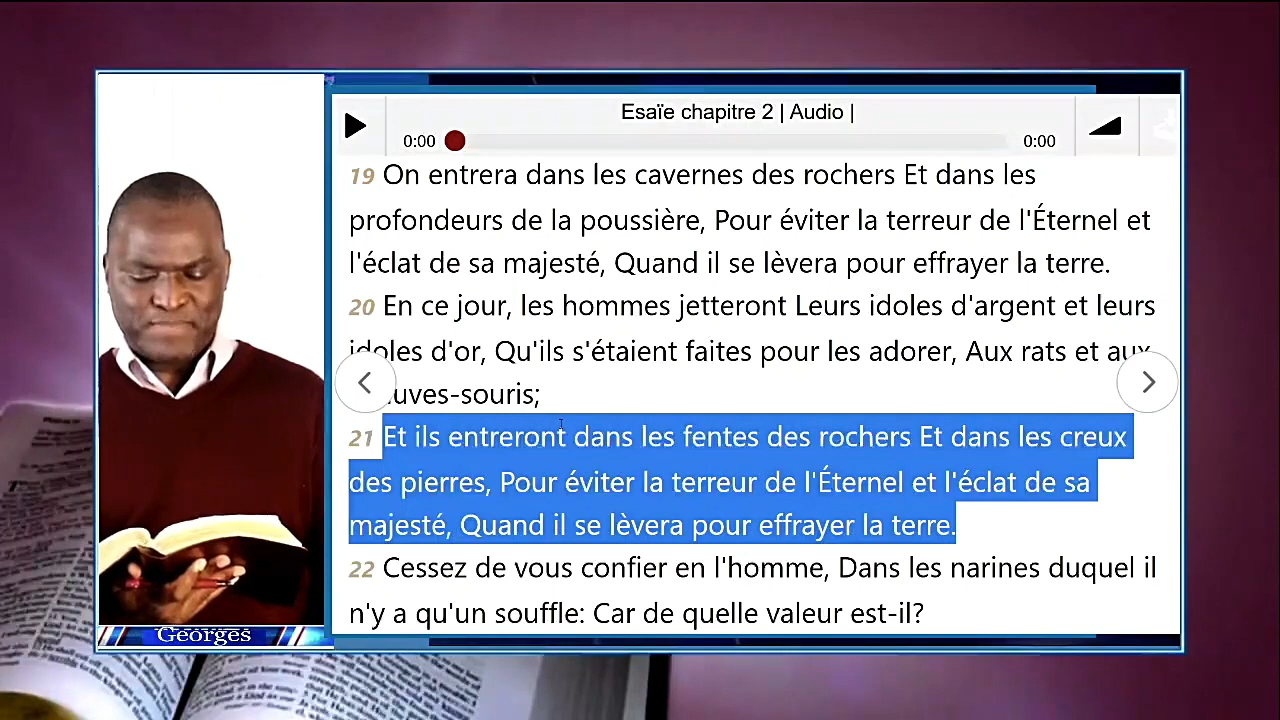 Esaïe chapitre 2 | Audio |
0:00
0:00
19 On entrera dans les cavernes des rochers Et dans les
profondeurs de la poussière, Pour éviter la terreur de l'Éternel et
l'éclat de sa majesté, Quand il se lèvera pour effrayer la terre.
20 En ce jour, les hommes jetteront Leurs idoles d'argent et leurs
idoles d'or, Qu'ils s'étaient faites pour les adorer, Aux rats et aux
uves-souris;
21 Et ils entreront dans les fentes des rochers Et dans les creux
des pierres, Pour éviter la terreur de l'Éternel et l'éclat de sa
majesté, Quand il se lèvera pour effrayer la terre.
22 Cessez de vous confier en l'homme, Dans les narines duquel il
n'y a qu'un souffle: Car de quelle valeur est-il?
Georges